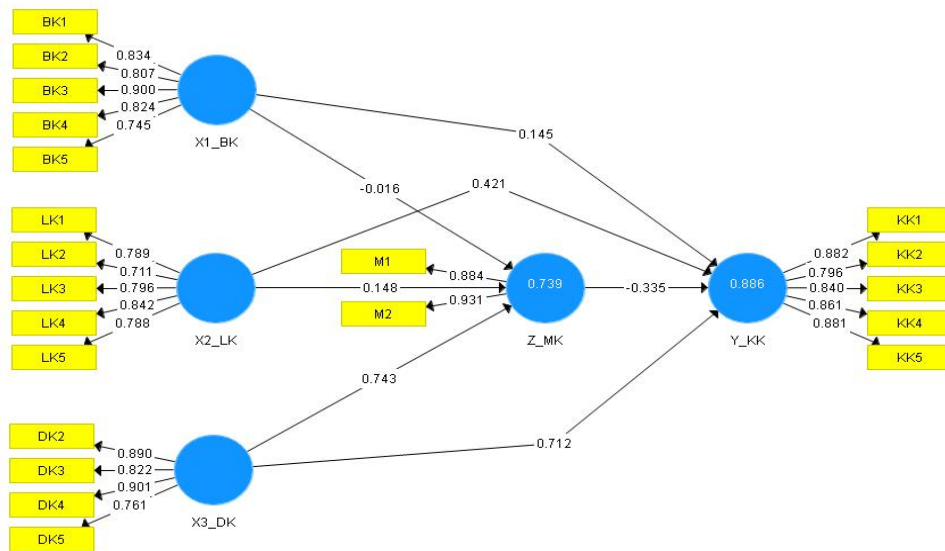 BK1
BK2
BK3
BK4
BK5
0.834
0.807
0.900
0.824
0.745
X1_BK
0.145
-0.016
0.421
LK1
LK2
LK3
LK4
LK5
0.789
0.711
0.796
0.842
0.788
X2_LK
M1
M2
0.884
0.931
0.148
0.739
Z_MK
-0.335
0.886
Y_KK
0.882
0.796
0.840
0.861
0.881
KK1
KK2
KK3
KK4
KK5
0.743
0.712
DK2
DK3
DK4
DK5
0.890
0.822
0.901
0.761
X3_DK